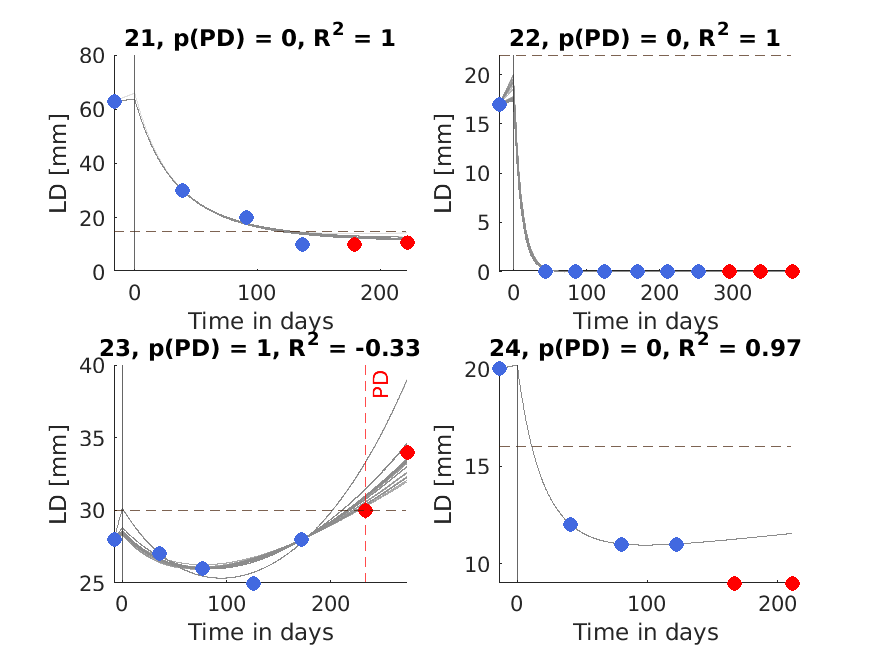 21, p(PD) = 0, R² = 1
80
60
40
20
0
LD [mm]
0
100
200
Time in days
22, p(PD) = 0, R² = 1
20
15
10
5
0
LD [mm]
0
100
200
300
Time in days
23, p(PD) = 1, R² = -0.33
40
35
30
25
LD [mm]
PD
0
200
Time in days
24, p(PD) = 0, R² = 0.97
20
15
10
LD [mm]
0
100
200
Time in days